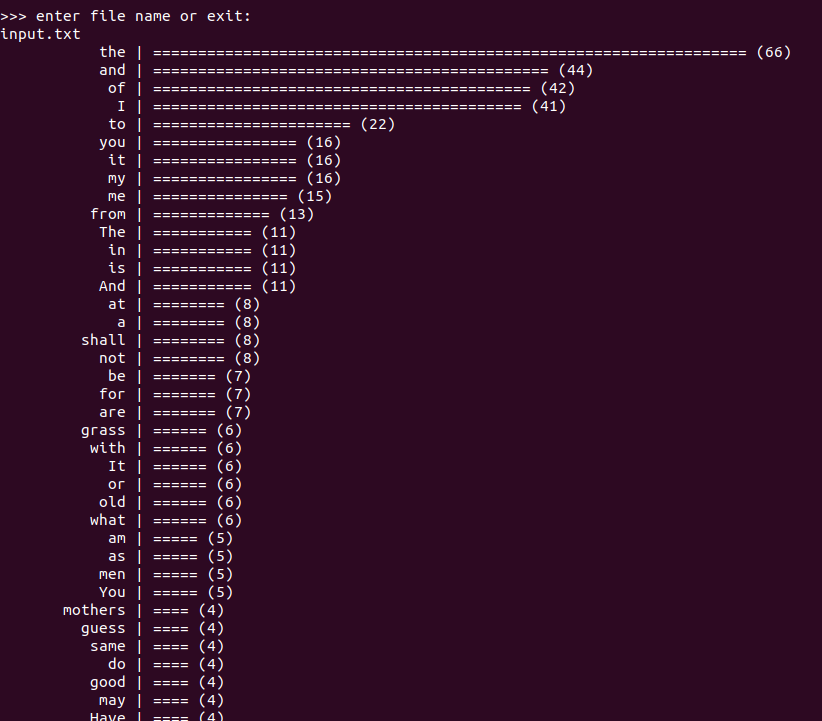 >>> enter file name or exit:
input.txt
the | ================================================================== (66)
and | ============================================ (44)
of | ========================================== (42)
I | ========================================= (41)
to | ====================== (22)
you | ================ (16)
it | ================ (16)
my | ================ (16)
me | =============== (15)
from | ============= (13)
The | =========== (11)
in | =========== (11)
is | =========== (11)
And | =========== (11)
at | ======== (8)
a | ======== (8)
shall | ======== (8)
not | ======== (8)
be | ======= (7)
for | ======= (7)
are | ======= (7)
grass | ====== (6)
with | ====== (6)
It | ====== (6)
or | ====== (6)
old | ====== (6)
what | ====== (6)
am | ===== (5)
as | ===== (5)
men | ===== (5)
You | ===== (5)
mothers | ==== (4)
guess | ==== (4)
same | ==== (4)
do | ==== (4)
good | ==== (4)
may | ==== (4)
Have | ==== (4)